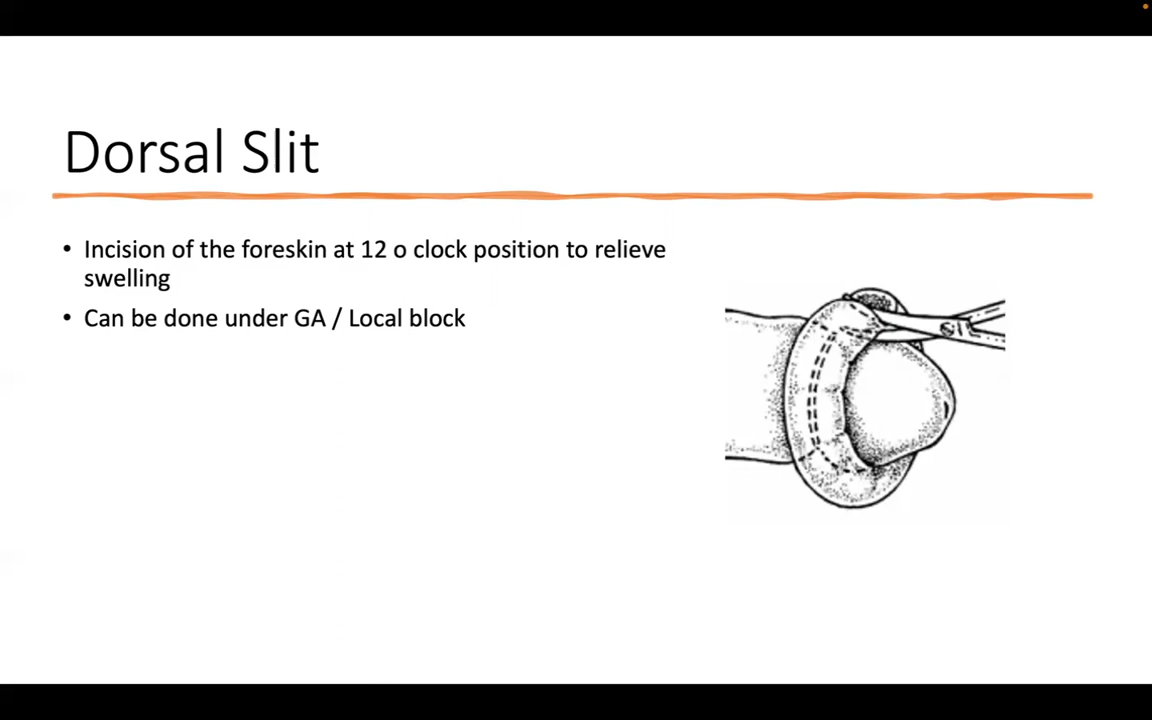 Dorsal Slit
• Incision of the foreskin at 12 o clock position to relieve
swelling
• Can be done under GA / Local block